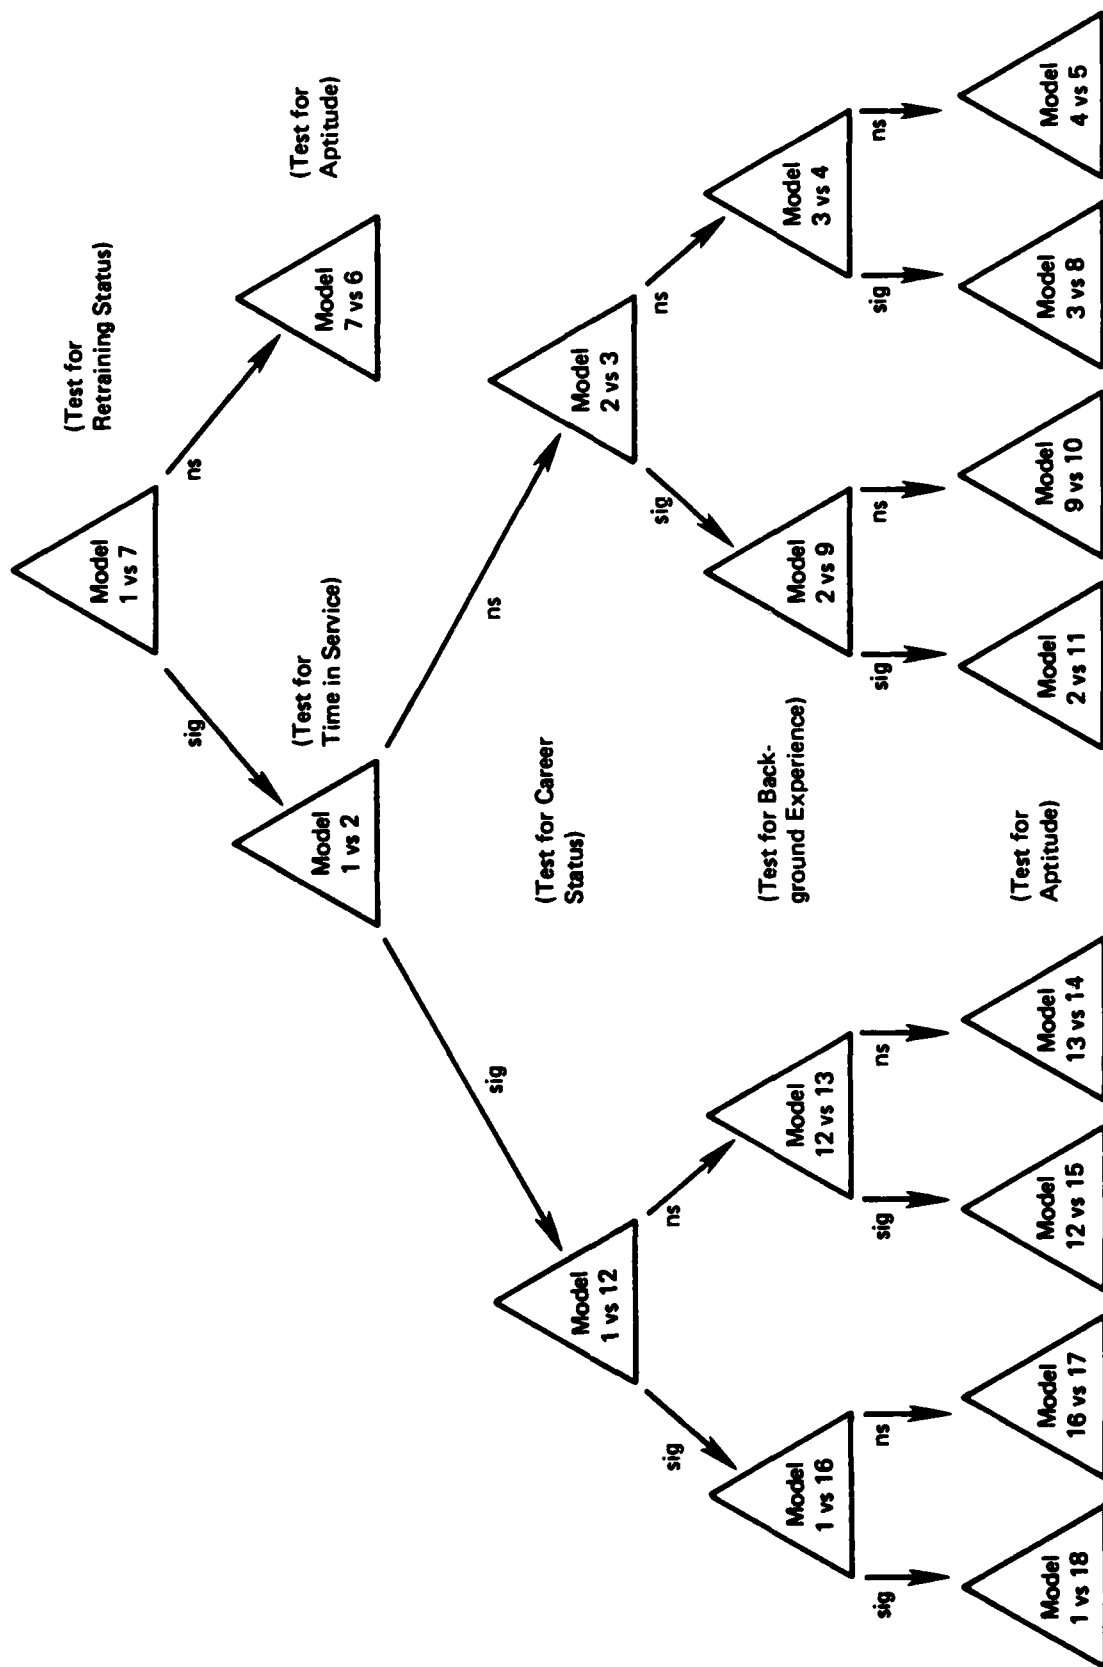 (Test for
Retraining Status)
Model
1 vs 7
sig
ns
(Test for
Time in Service)
(Test for
Aptitude)
Model
1 vs 2
Model
7 vs 6
sig
ns
(Test for Career
Status)
Model
1 vs 12
Model
2 vs 3
sig
ns
sig
ns
(Test for Back-
ground Experience)
Model
1 vs 16
Model
12 vs 13
Model
2 vs 9
Model
3 vs 4
sig
ns
sig
ns
sig
ns
sig
ns
(Test for
Aptitude)
Model
1 vs 18
Model
16 vs 17
Model
12 vs 15
Model
13 vs 14
Model
2 vs 11
Model
9 vs 10
Model
3 vs 8
Model
4 vs 5